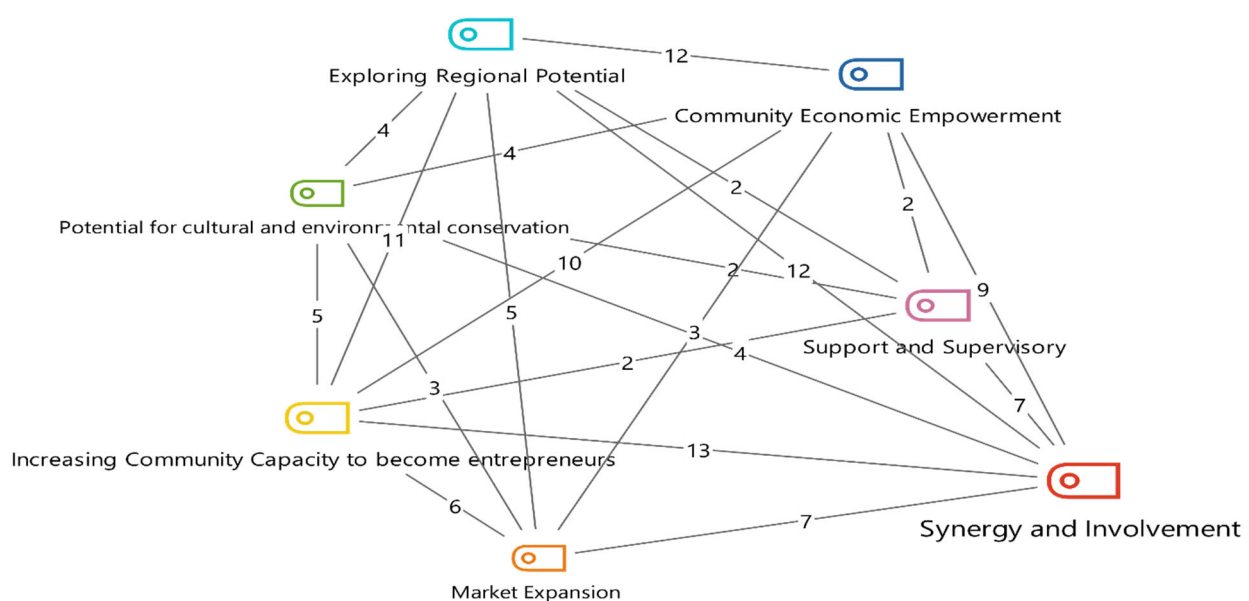 12
Exploring Regional Potential
Community Economic Empowerment
4
4
2
2
Potential for cultural and environmental conservation
11
10
2
12
9
5
5
3
Support and Supervisory
4
2
3
7
13
Increasing Community Capacity to become entrepreneurs
6
7
Synergy and Involvement
Market Expansion